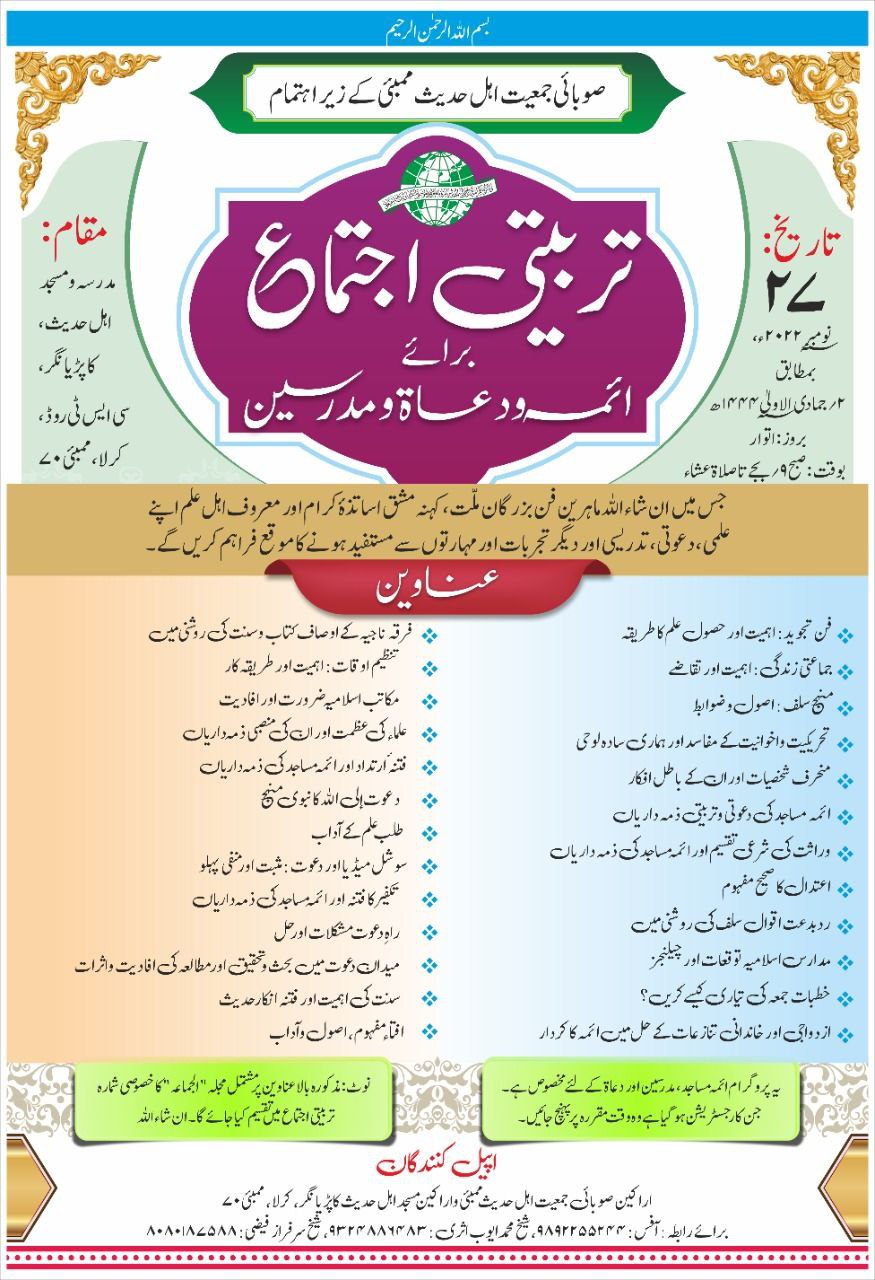 بسم اللہ الرحمٰن الرحیم
صوبائی جمعیت اہل حدیث ممبئی کے زیر اہتمام
تربیتی اجتماع
برائے
ائمہ و دعاۃ و مدرسین
تاریخ:
۲۷
نومبر ۲۰۲۲ء،
بمطابق
۲؍جمادی الاولیٰ ۱۴۴۴ھ
بروز: اتوار
بوقت: صبح ۹؍بجے تا صلاۃ عشاء
مقام:
مدرسہ و مسجد
اہل حدیث،
کاپڑیا نگر،
سی ایس ٹی روڈ،
کرلا، ممبئی ۷۰
جس میں ان شاء اللہ ماہرین فن بزرگان ملّت، کہنہ مشق اساتذۂ کرام اور معروف اہل علم اپنے
علمی، دعوتی، تدریسی اور دیگر تجربات اور مہارتوں سے مستفید ہونے کا موقع فراہم کریں گے۔
عناوین
فن تجوید: اہمیت اور حصول علم کا طریقہ
جماعتی زندگی: اہمیت اور تقاضے
منہج سلف: اصول و ضوابط
تحریکیت و اخوانیت کے مفاسد اور ہماری سادہ لوحی
منحرف شخصیات اور ان کے باطل افکار
ائمہ مساجد کی دعوتی و تربیتی ذمہ داریاں
وراثت کی شرعی تقسیم اور ائمہ مساجد کی ذمہ داریاں
اعتدال کا صحیح مفہوم
رد بدعت اقوال سلف کی روشنی میں
مدارس اسلامیہ توقعات اور چیلنجز
خطبات جمعہ کی تیاری کیسے کریں؟
ازدواجی اور خاندانی تنازعات کے حل میں ائمہ کا کردار
فرقہ ناجیہ کے اوصاف کتاب و سنت کی روشنی میں
تنظیم اوقات: اہمیت اور طریقہ کار
مکاتب اسلامیہ ضرورت اور افادیت
علماء کی عظمت اور ان کی منصبی ذمہ داریاں
فتنۂ ارتداد اور ائمہ مساجد کی ذمہ داریاں
دعوت إلی اللہ کا نبوی منہج
طلب علم کے آداب
سوشل میڈیا اور دعوت: مثبت اور منفی پہلو
تکفیر کا فتنہ اور ائمہ مساجد کی ذمہ داریاں
راہِ دعوت مشکلات اور حل
میدان دعوت میں بحث و تحقیق اور مطالعہ کی افادیت و اثرات
سنت کی اہمیت اور فتنہ انکار حدیث
افتاء مفہوم، اصول و آداب
یہ پروگرام ائمہ مساجد، مدرسین اور دعاۃ کے لئے مخصوص ہے۔
جن کا رجسٹریشن ہو گیا ہے وہ وقت مقررہ پر پہنچ جائیں۔
نوٹ: مذکورہ بالا عناوین پر مشتمل مجلہ "الجماعہ" کا خصوصی شمارہ
تربیتی اجتماع میں تقسیم کیا جائے گا۔ ان شاء اللہ
اپیل کنندگان
اراکین صوبائی جمعیت اہل حدیث ممبئی و اراکین مسجد اہل حدیث کاپڑیا نگر، کرلا، ممبئی ۷۰
برائے رابطہ: آفس: ۹۸۹۲۲۵۵۲۴۴، شیخ محمد ایوب اثری: ۹۳۲۴۸۸۶۴۸۳، شیخ سرفراز فیضی: ۸۰۸۰۱۸۷۵۸۸